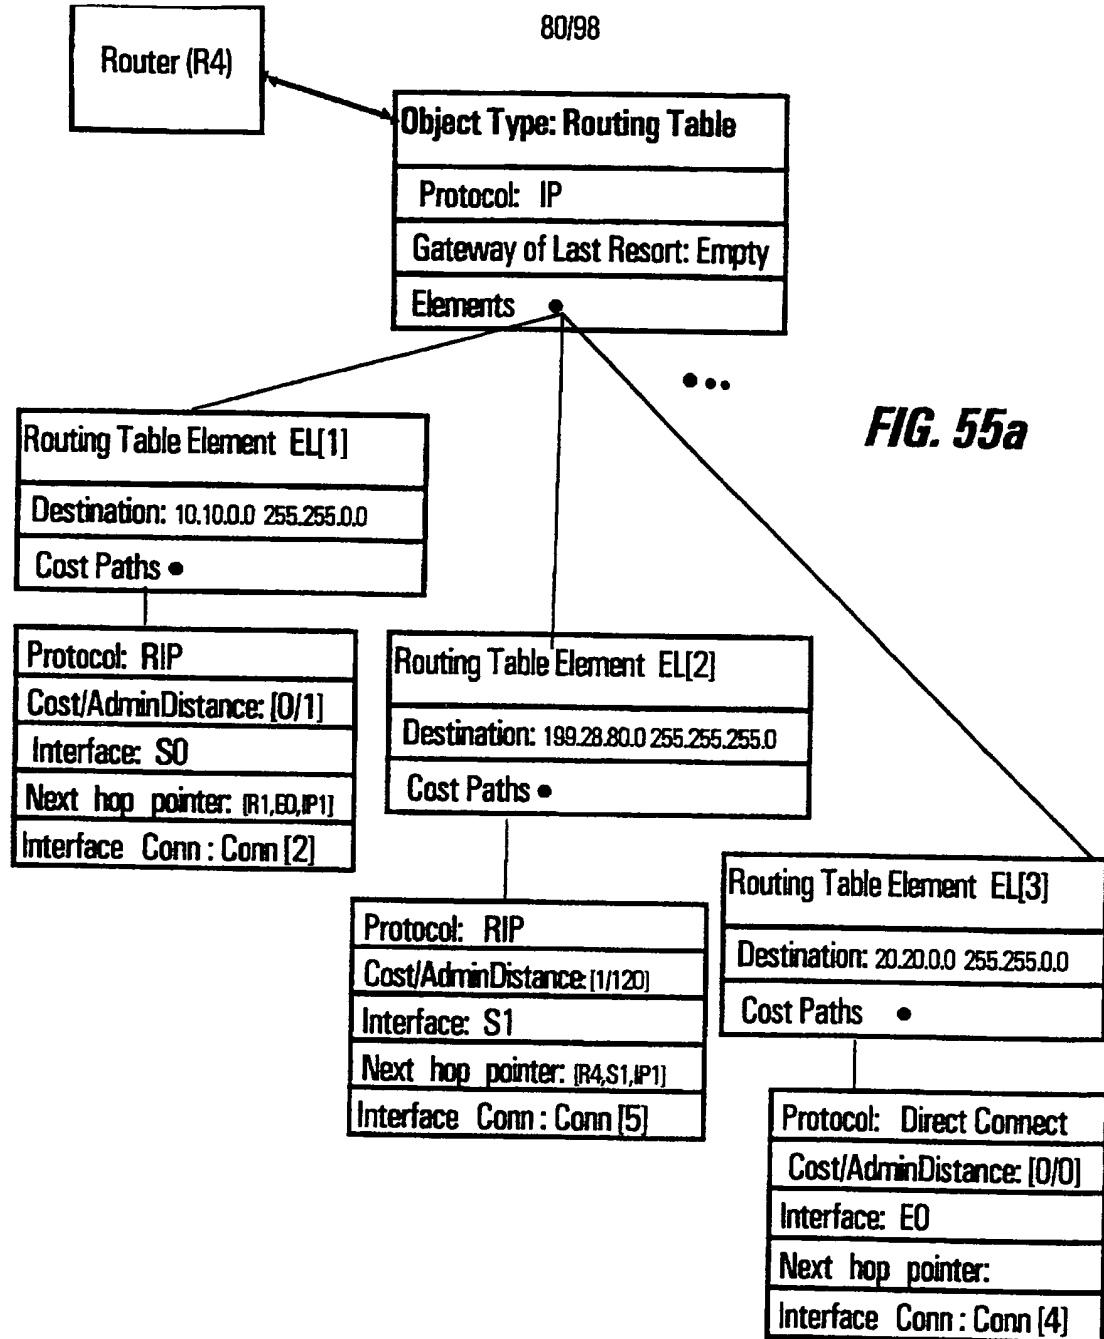 80/98
Router (R4)
Object Type: Routing Table
Protocol: IP
Gateway of Last Resort: Empty
Elements
FIG. 55a
Routing Table Element EL[1]
Destination: 10.10.0.0 255.255.0.0
Cost Paths
Protocol: RIP
Cost/AdminDistance: [0/1]
Interface: S0
Next hop pointer: [R1,E0,IP1]
Interface Conn : Conn [2]
Routing Table Element EL[2]
Destination: 199.28.80.0 255.255.255.0
Cost Paths
Protocol: RIP
Cost/AdminDistance: [1/120]
Interface: S1
Next hop pointer: [R4,S1,IP1]
Interface Conn : Conn [5]
Routing Table Element EL[3]
Destination: 20.20.0.0 255.255.0.0
Cost Paths
Protocol: Direct Connect
Cost/AdminDistance: [0/0]
Interface: E0
Next hop pointer:
Interface Conn : Conn [4]